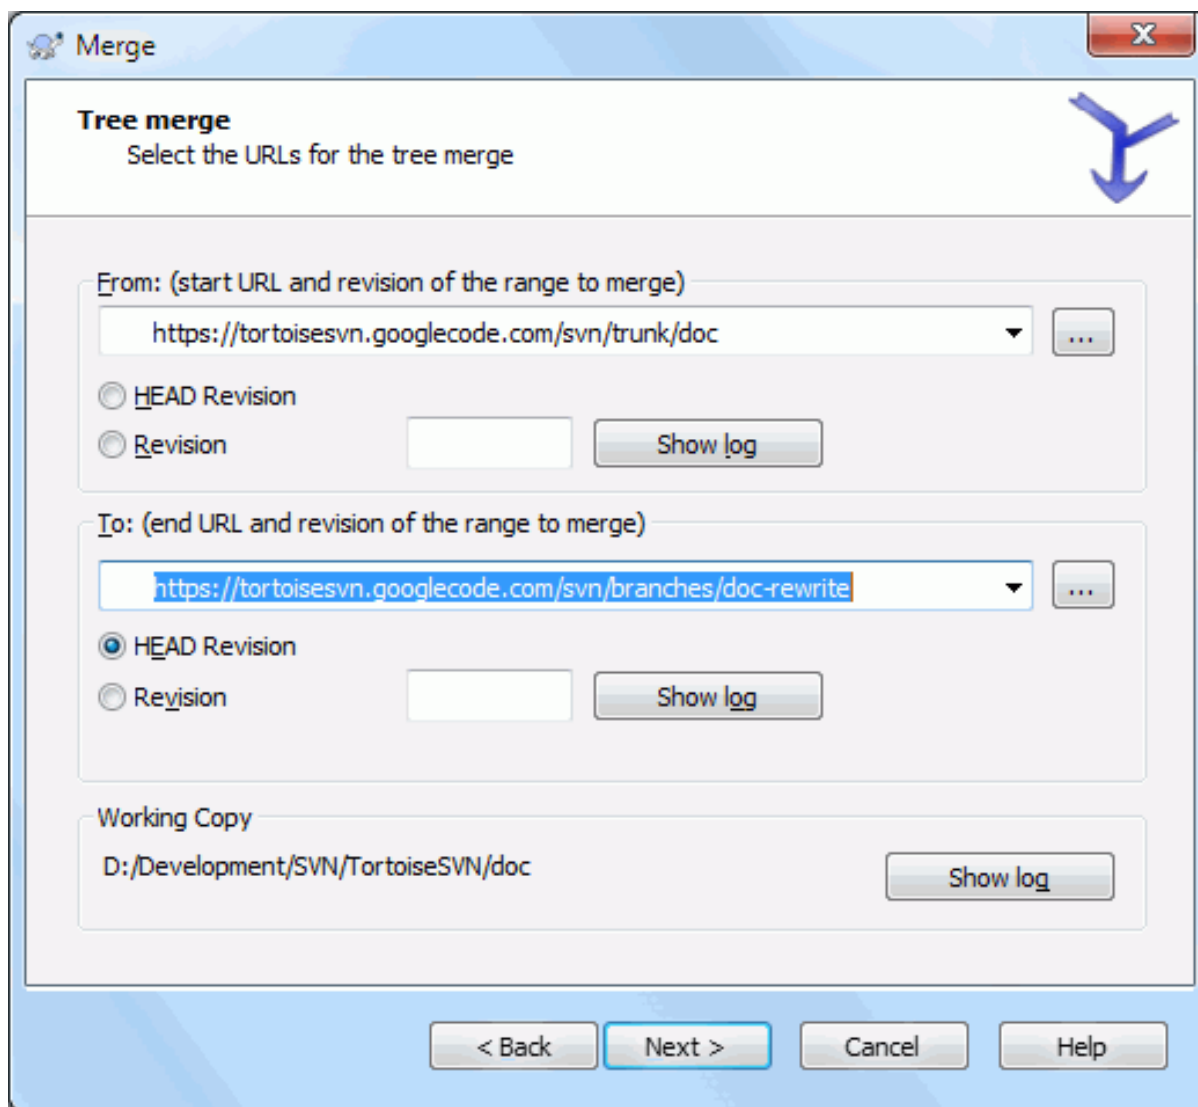 Merge
Tree merge
Select the URLs for the tree merge
From: (start URL and revision of the range to merge)
https://tortoisesvn.googlecode.com/svn/trunk/doc
...
HEAD Revision
Revision
Show log
To: (end URL and revision of the range to merge)
https://tortoisesvn.googlecode.com/svn/branches/doc-rewrite
...
HEAD Revision
Revision
Show log
Working Copy
D:/Development/SVN/TortoiseSVN/doc
Show log
< Back Next > Cancel Help